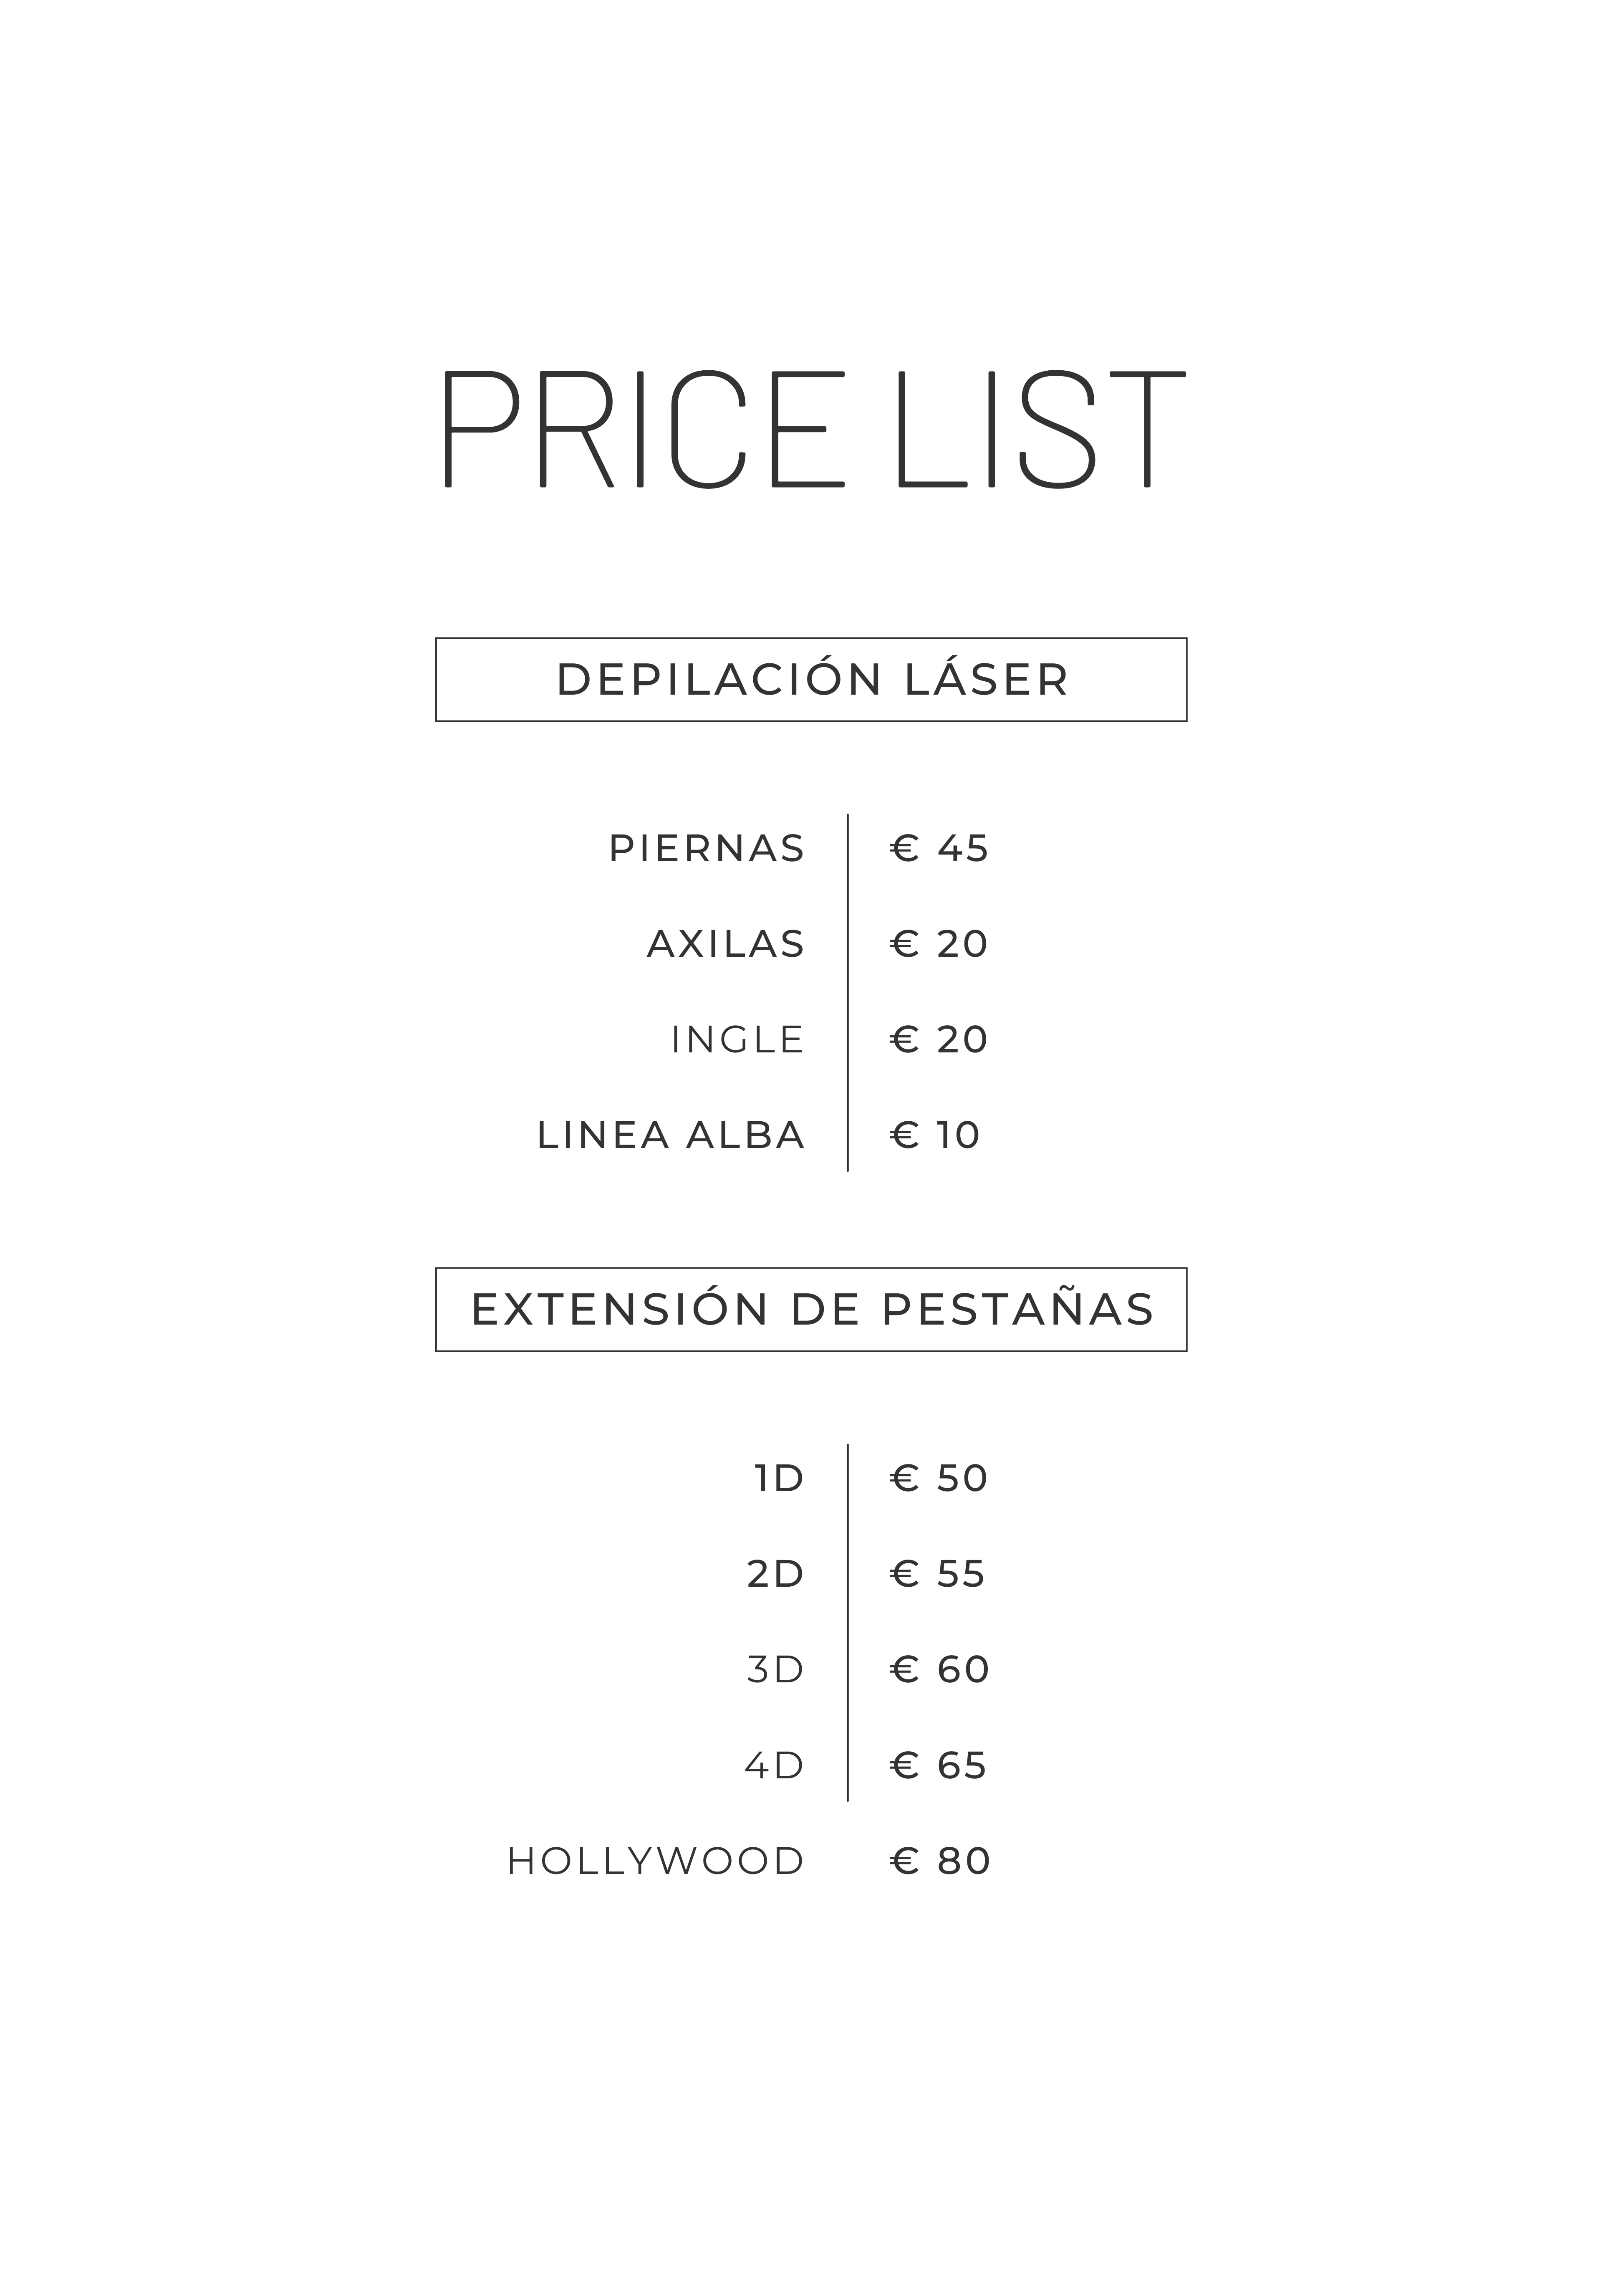 PRICE LIST
DEPILACIÓN LÁSER
PIERNAS € 45
AXILAS € 20
INGLE € 20
LINEA ALBA € 10
EXTENSIÓN DE PESTAÑAS
1D € 50
2D € 55
3D € 60
4D € 65
HOLLYWOOD € 80